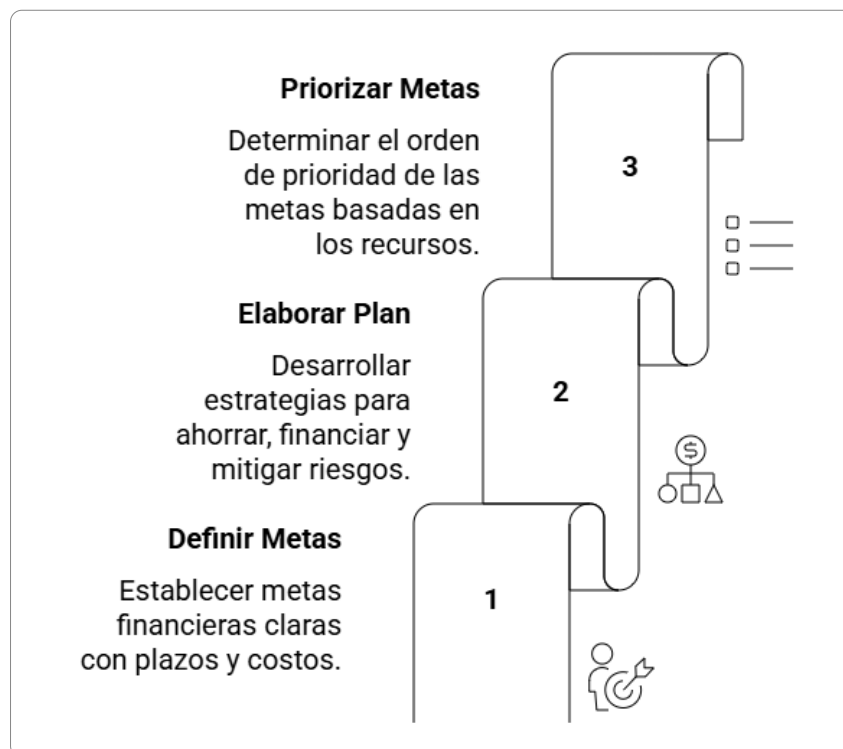 Priorizar Metas
Determinar el orden
de prioridad de las
metas basadas en
los recursos.
3
Elaborar Plan
Desarrollar
estrategias para
ahorrar, financiar y
mitigar riesgos.
2
$
Definir Metas
Establecer metas
financieras claras
con plazos y costos.
1